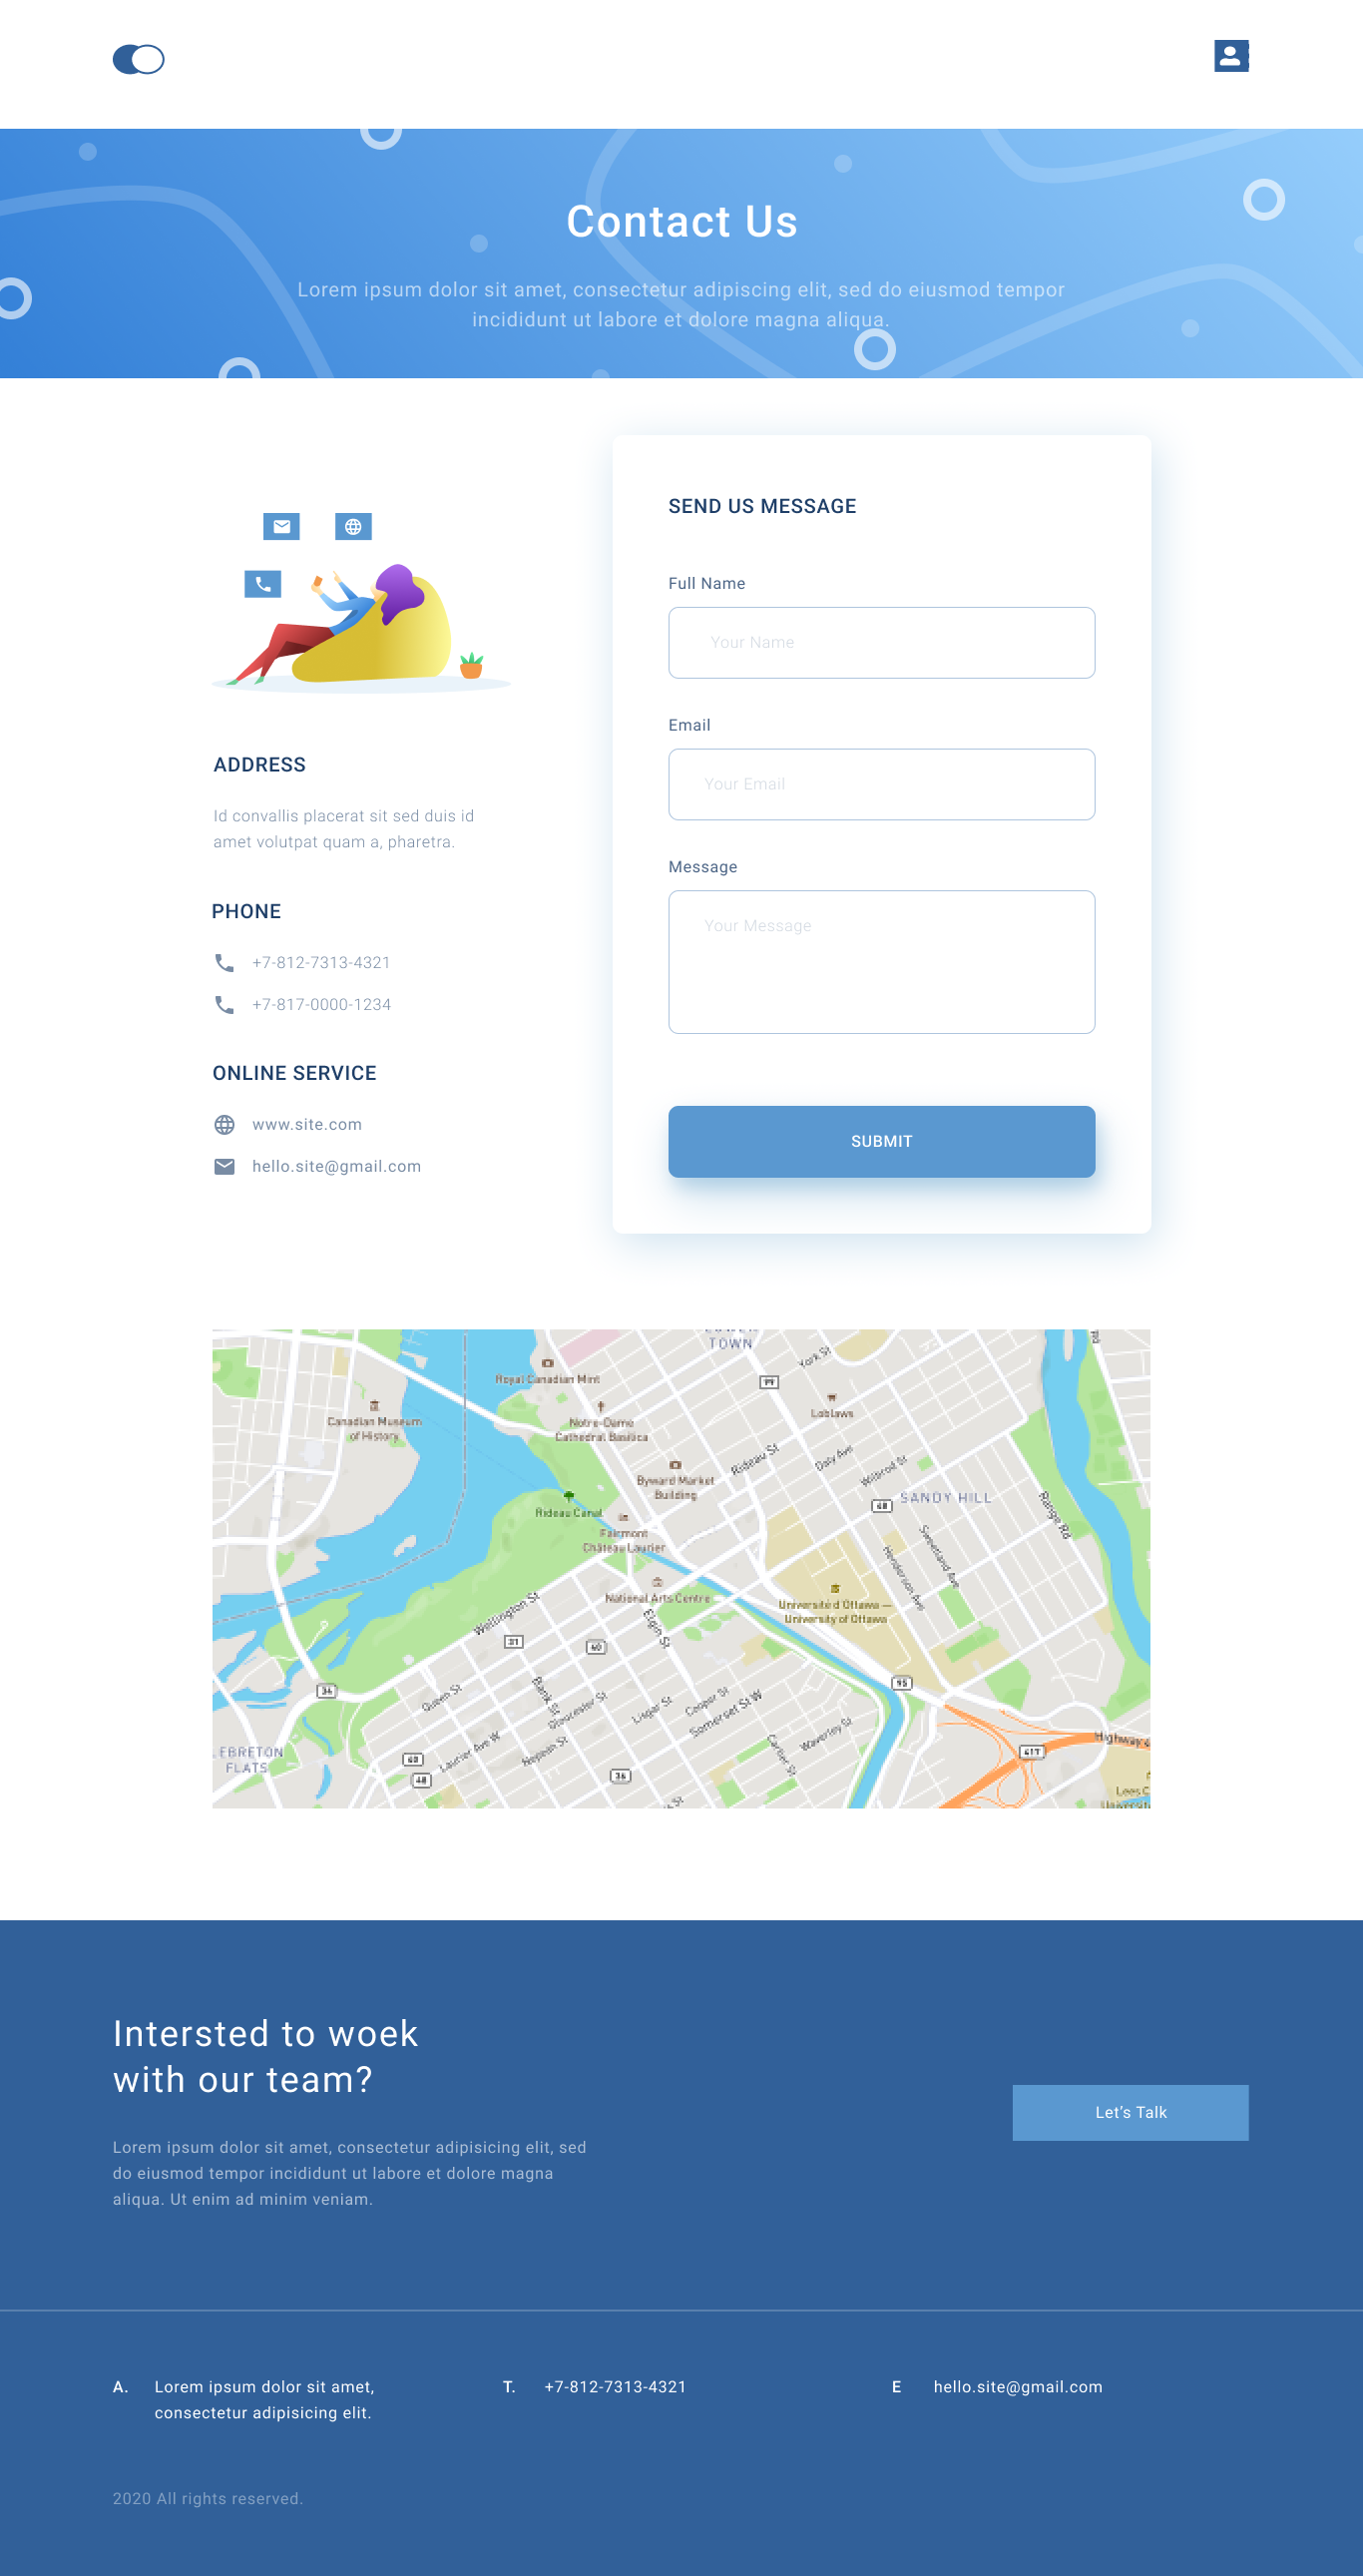 Contact Us
Lorem ipsum dolor sit amet, consectetur adipiscing elit, sed do eiusmod tempor
incididunt ut labore et dolore magna aliqua.
SEND US MESSAGE
Full Name
Your Name
Email
Your Email
Message
Your Message
SUBMIT
ADDRESS
Id convallis placerat sit sed duis id
amet volutpat quam a, pharetra.
PHONE
+7-812-7313-4321
+7-817-0000-1234
ONLINE SERVICE
www.site.com
hello.site@gmail.com
TOWN
York St
Royal Canadian Mint
Canadian Museum
of History
Notre-Dame
Cathedral Basilica
Loblaws
Rideau St
Daly Ave
Wilbrod St
Byward Market
Building
SANDY HILL
Range Rd
Rideau Canal
Fairmont
Château Laurier
Sweetland Ave
Henderson Ave
National Arts Centre
Université d'Ottawa —
University of Ottawa
Wellington St
Elgin St
31
60
95
34
Queen St
Bank St
Gloucester St
Lisgar St
Cooper St
Somerset St W
Waverley St
Cartier St
Laurier Ave W
Nepean St
EBRETON
FLATS
63
48
36
417
Highway
Lees
Intersted to woek
with our team?
Lorem ipsum dolor sit amet, consectetur adipisicing elit, sed
do eiusmod tempor incididunt ut labore et dolore magna
aliqua. Ut enim ad minim veniam.
Let's Talk
A. Lorem ipsum dolor sit amet,
consectetur adipisicing elit.
T. +7-812-7313-4321
E hello.site@gmail.com
2020 All rights reserved.